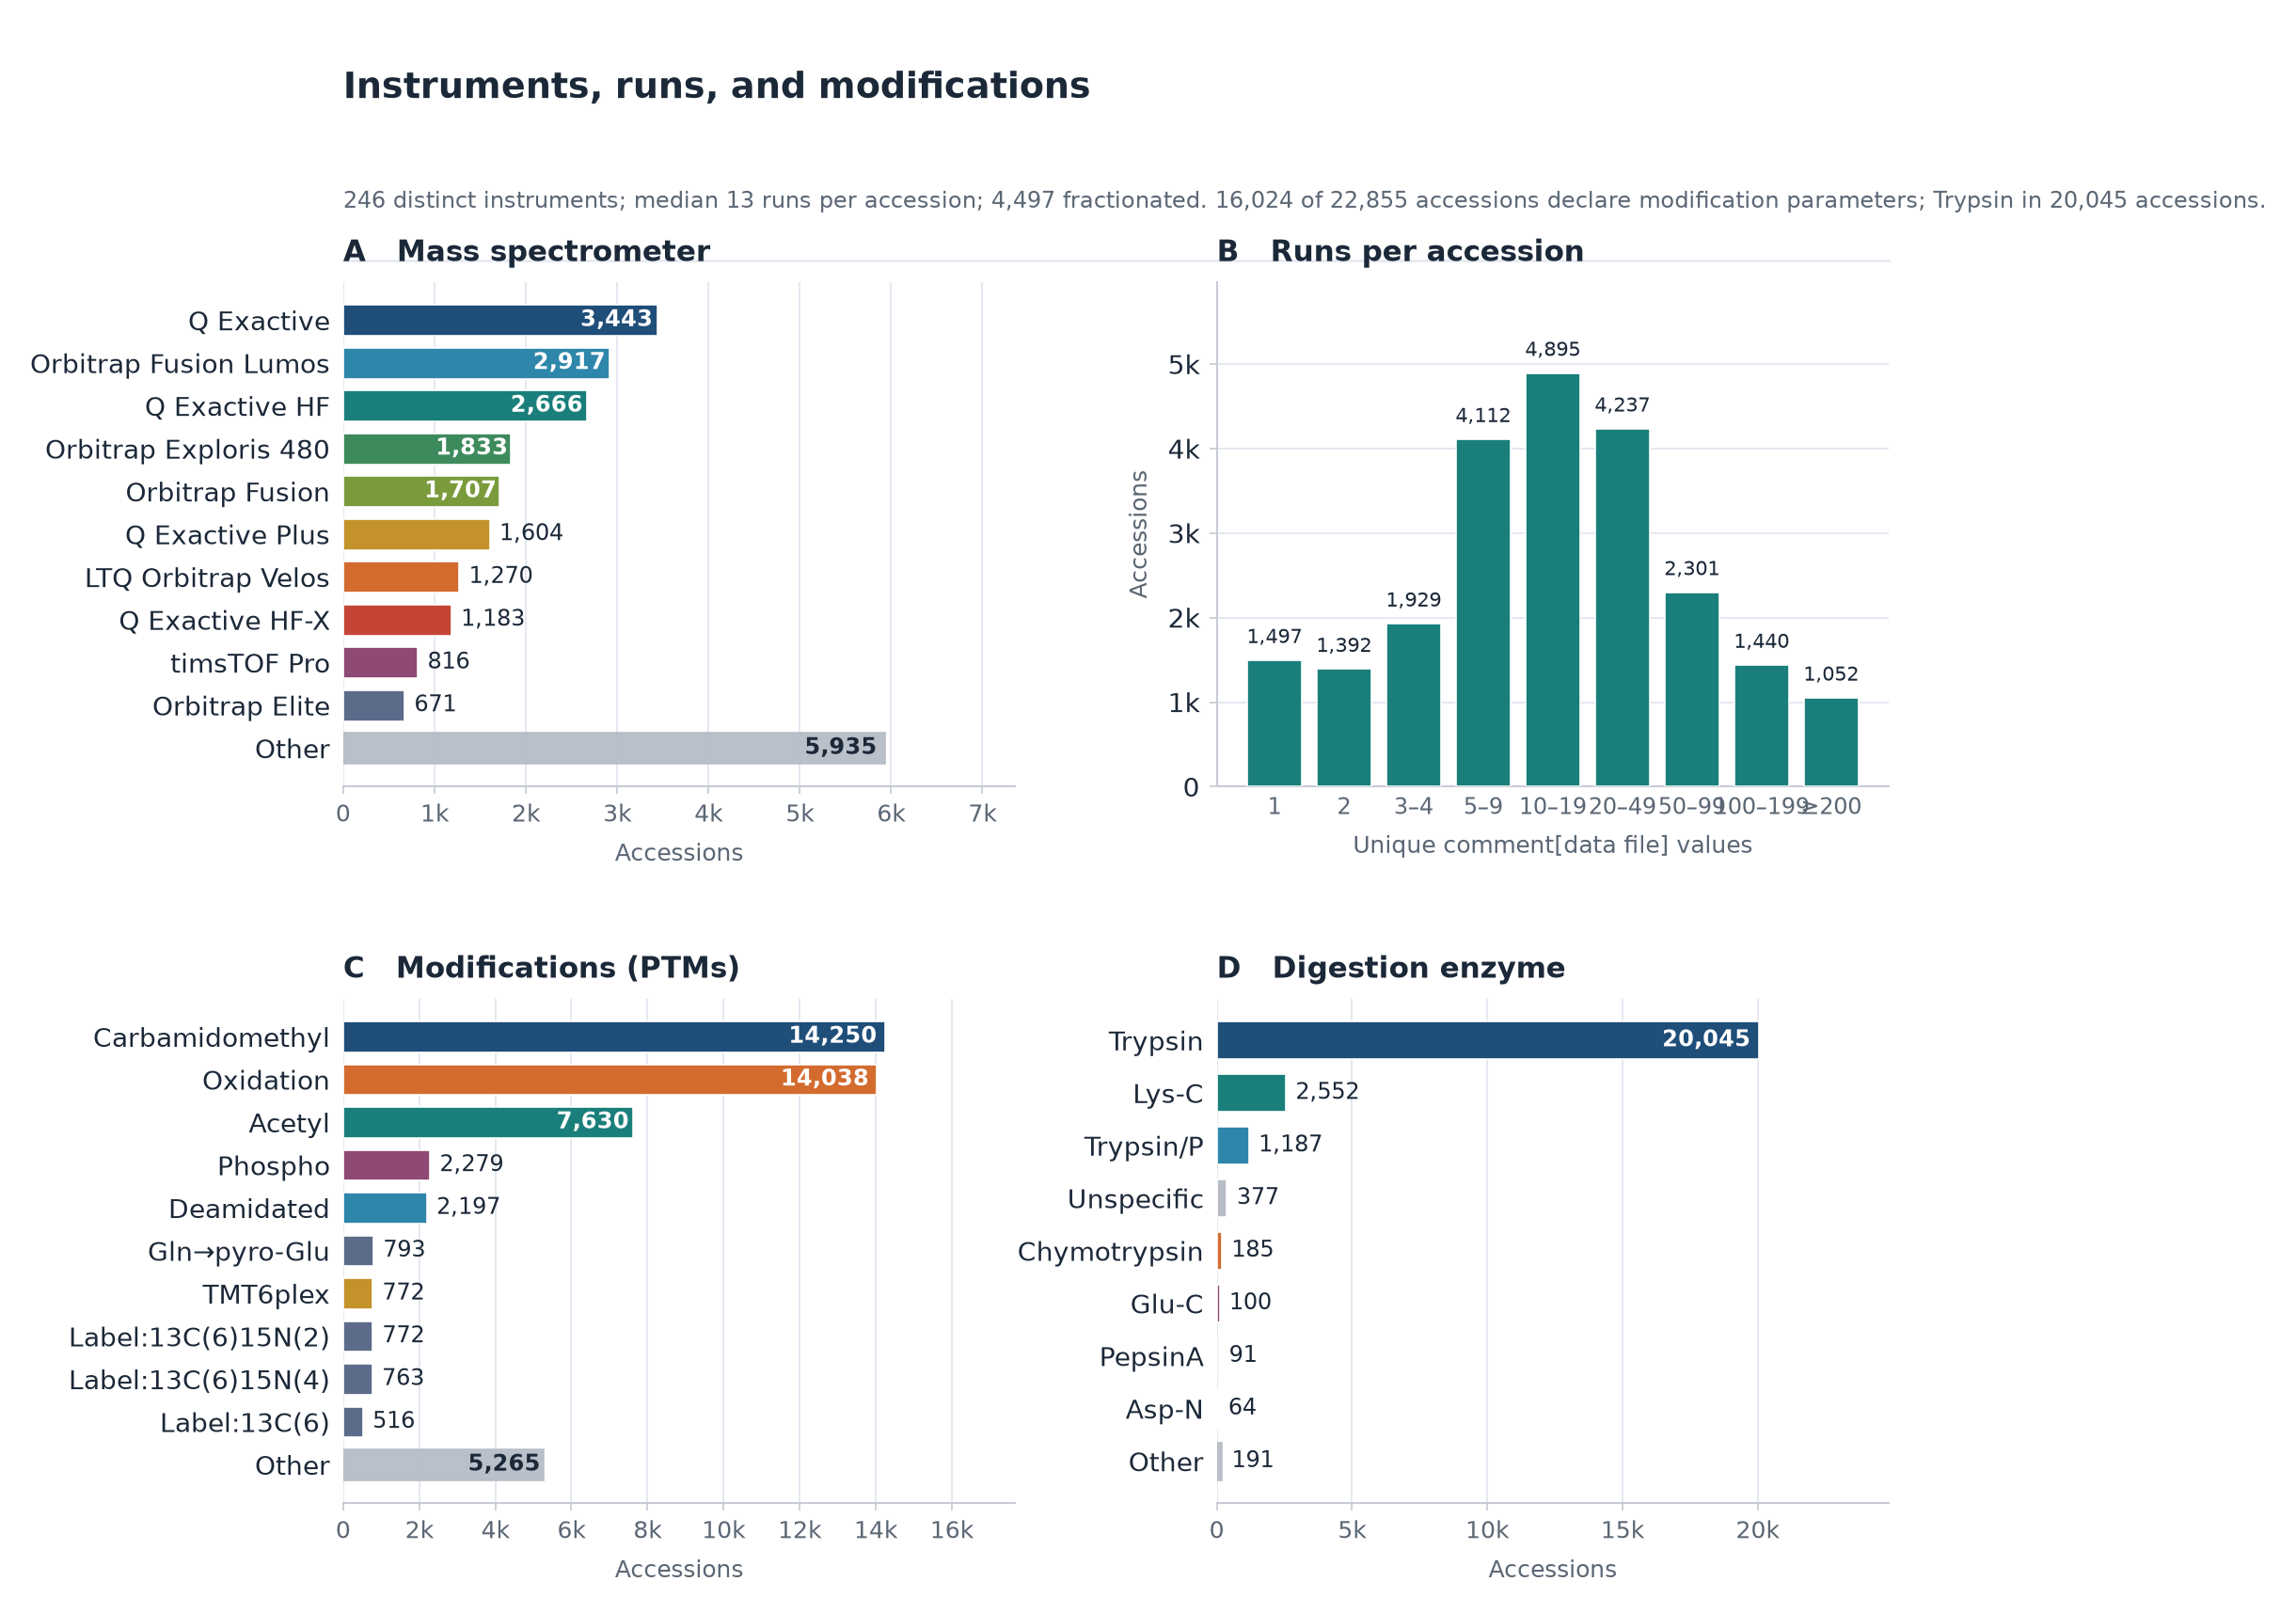 Instruments, runs, and modifications
246 distinct instruments; median 13 runs per accession; 4,497 fractionated. 16,024 of 22,855 accessions declare modification parameters; Trypsin in 20,045 accessions.
A Mass spectrometer
Q Exactive 3,443
Orbitrap Fusion Lumos 2,917
Q Exactive HF 2,666
Orbitrap Exploris 480 1,833
Orbitrap Fusion 1,707
Q Exactive Plus 1,604
LTQ Orbitrap Velos 1,270
Q Exactive HF-X 1,183
timsTOF Pro 816
Orbitrap Elite 671
Other 5,935
0 1k 2k 3k 4k 5k 6k 7k
Accessions
B Runs per accession
Accessions
5k
4k
3k
2k
1k
0
1,497 1,392 1,929 4,112 4,895 4,237 2,301 1,440 1,052
1 2 3–4 5–9 10–19 20–49 50–99 100–199 ≥200
Unique comment[data file] values
C Modifications (PTMs)
Carbamidomethyl 14,250
Oxidation 14,038
Acetyl 7,630
Phospho 2,279
Deamidated 2,197
Gln→pyro-Glu 793
TMT6plex 772
Label:13C(6)15N(2) 772
Label:13C(6)15N(4) 763
Label:13C(6) 516
Other 5,265
0 2k 4k 6k 8k 10k 12k 14k 16k
Accessions
D Digestion enzyme
Trypsin 20,045
Lys-C 2,552
Trypsin/P 1,187
Unspecific 377
Chymotrypsin 185
Glu-C 100
PepsinA 91
Asp-N 64
Other 191
0 5k 10k 15k 20k
Accessions